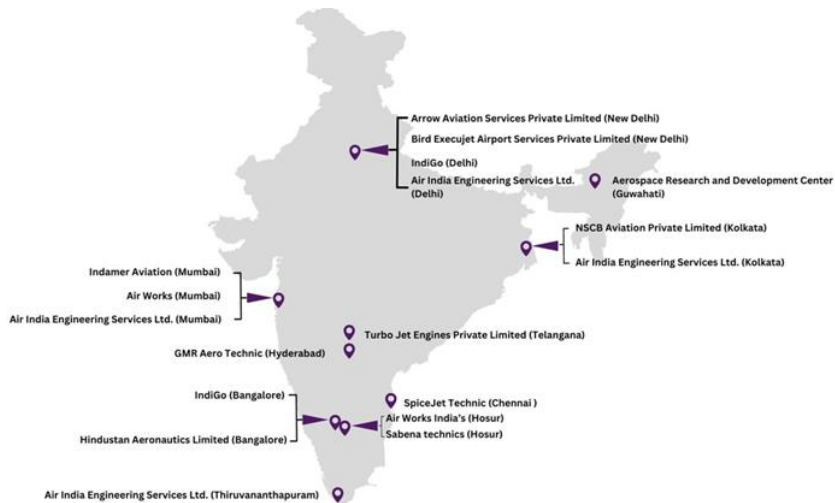 Arrow Aviation Services Private Limited (New Delhi)
Bird Execujet Airport Services Private Limited (New Delhi)
IndiGo (Delhi)
Air India Engineering Services Ltd.
(Delhi)
Aerospace Research and Development Center
(Guwahati)
NSCB Aviation Private Limited (Kolkata)
Air India Engineering Services Ltd. (Kolkata)
Indamer Aviation (Mumbai)
Air Works (Mumbai)
Air India Engineering Services Ltd. (Mumbai)
Turbo Jet Engines Private Limited (Telangana)
GMR Aero Technic (Hyderabad)
IndiGo (Bangalore)
Hindustan Aeronautics Limited (Bangalore)
SpiceJet Technic (Chennai )
Air Works India's (Hosur)
Sabena technics (Hosur)
Air India Engineering Services Ltd. (Thiruvananthapuram)